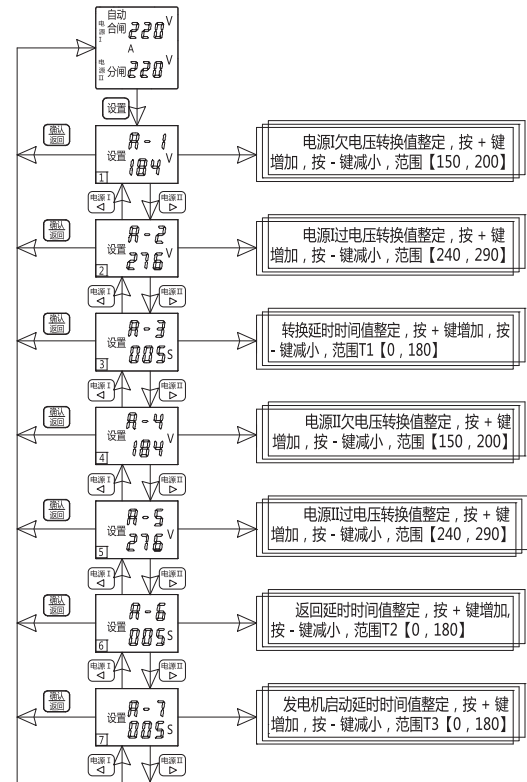 自动
电源I 合闸 220 V
A
电源II 分闸 220 V
设置
确认
返回
A-1
设置 184 V
1
电源I欠电压转换值整定，按 + 键
增加，按 - 键减小，范围【150，200】
电源I
电源II
确认
返回
A-2
设置 276 V
2
电源I过电压转换值整定，按 + 键
增加，按 - 键减小，范围【240，290】
电源I
电源II
确认
返回
A-3
设置 005 S
3
转换延时时间值整定，按 + 键增加，按
- 键减小，范围T1【0，180】
电源I
电源II
确认
返回
A-4
设置 184 V
4
电源II欠电压转换值整定，按 + 键
增加，按 - 键减小，范围【150，200】
电源I
电源II
确认
返回
A-5
设置 276 V
5
电源II过电压转换值整定，按 + 键
增加，按 - 键减小，范围【240，290】
电源I
电源II
确认
返回
A-6
设置 005 S
6
返回延时时间值整定，按 + 键增加,
按 - 键减小，范围T2【0，180】
电源I
电源II
确认
返回
A-7
设置 005 S
7
发电机启动延时时间值整定，按 + 键
增加，按 - 键减小，范围T3【0，180】
电源I
电源II